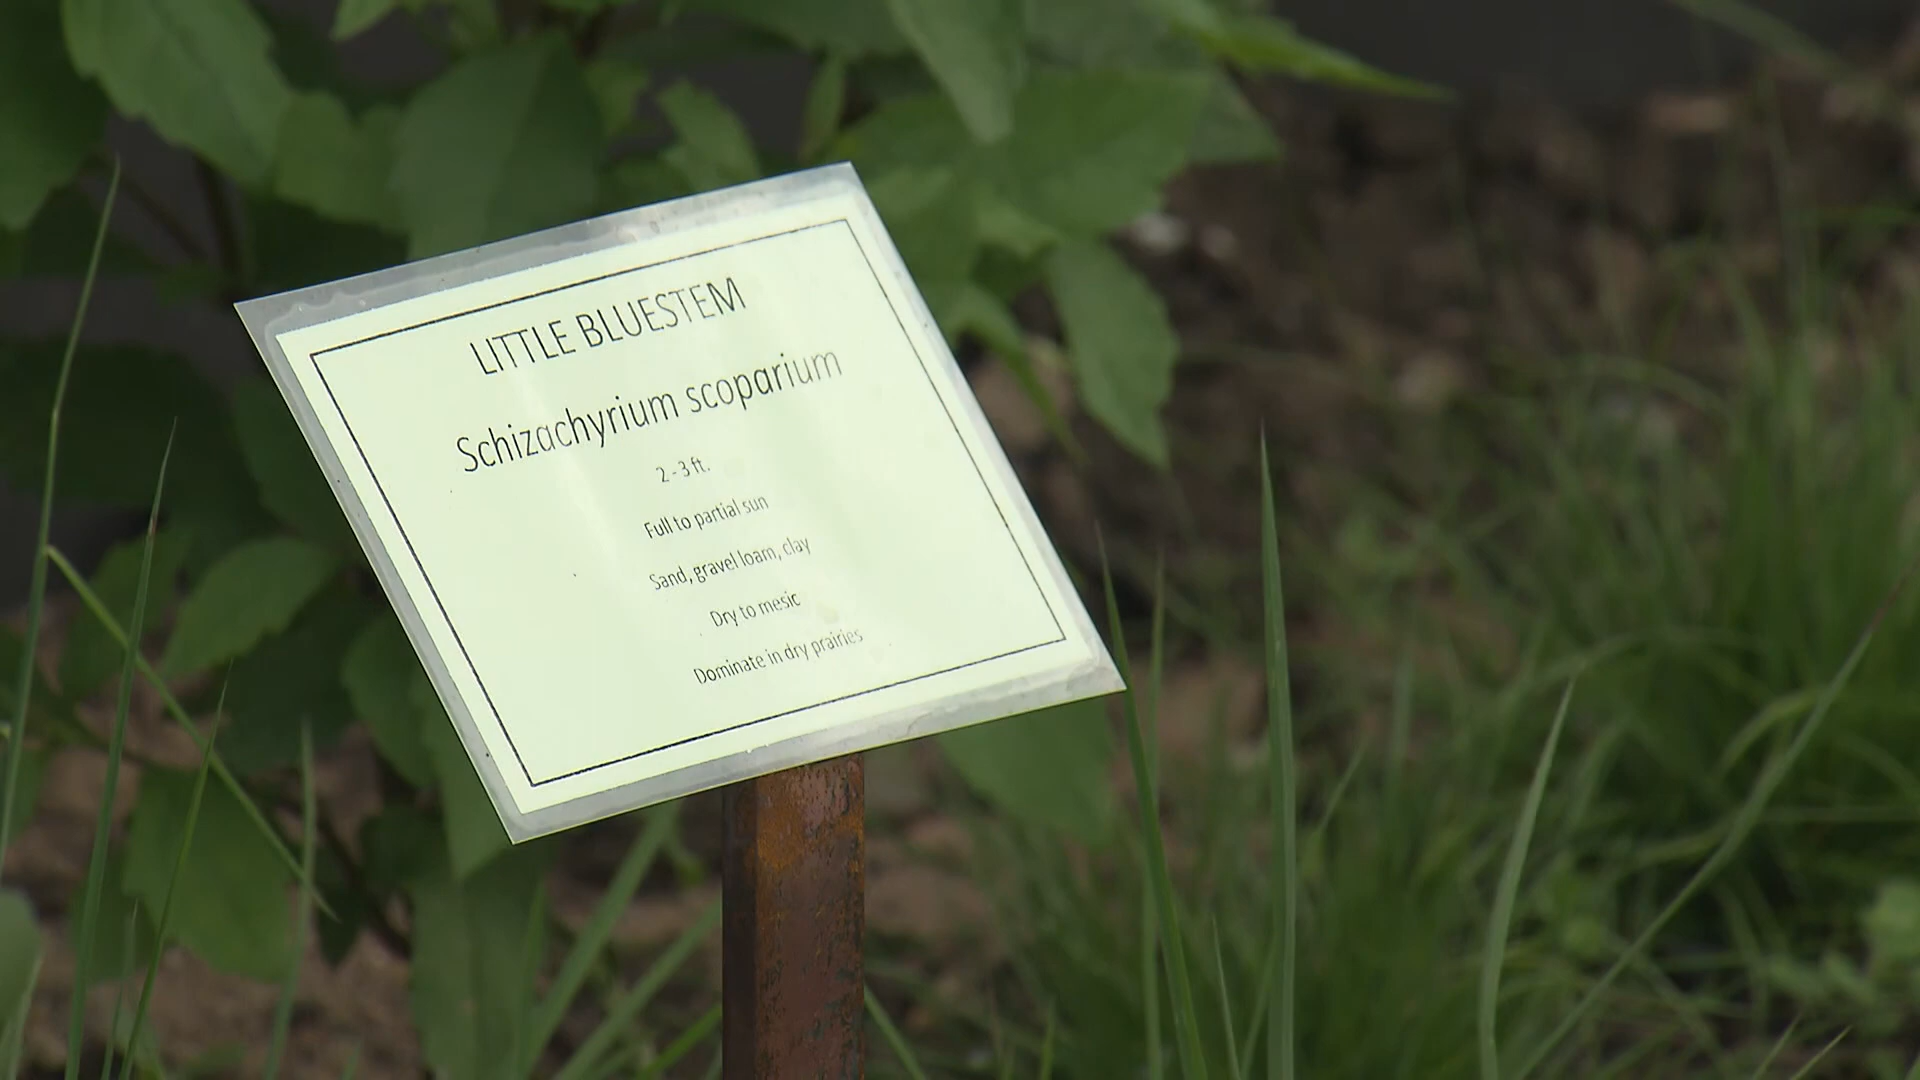 LITTLE BLUESTEM
Schizachyrium scoparium
2 - 3 ft.
Full to partial sun
Sand, gravel loam, clay
Dry to mesic
Dominate in dry prairies